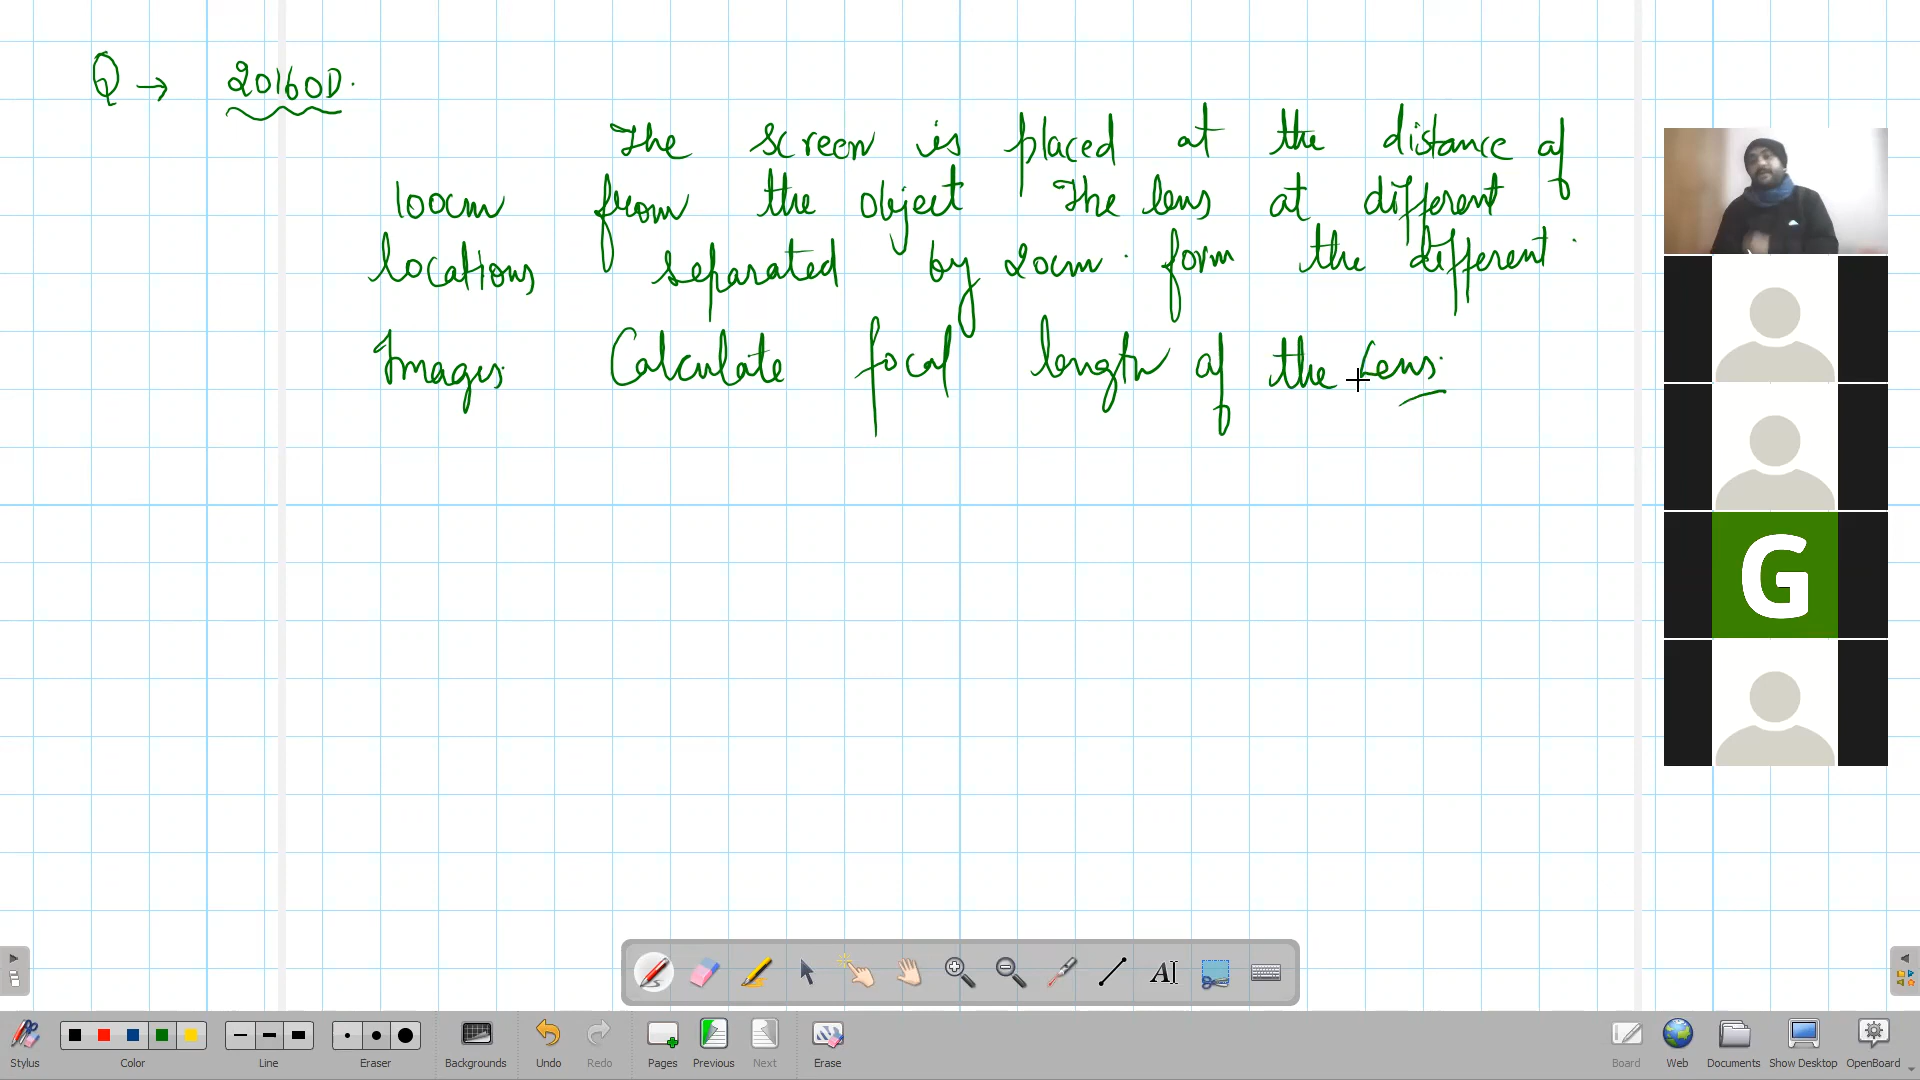 Q → 2016OD.
The screen is placed at the distance of
100cm from the object The lens at different
locations separated by 20cm. form the different
Images. Calculate focal length of the Lens.
G
AI
Stylus
Color
Line
Eraser
Backgrounds
Undo
Redo
Pages
Previous
Next
Erase
Board
Web
Documents
Show Desktop
OpenBoard